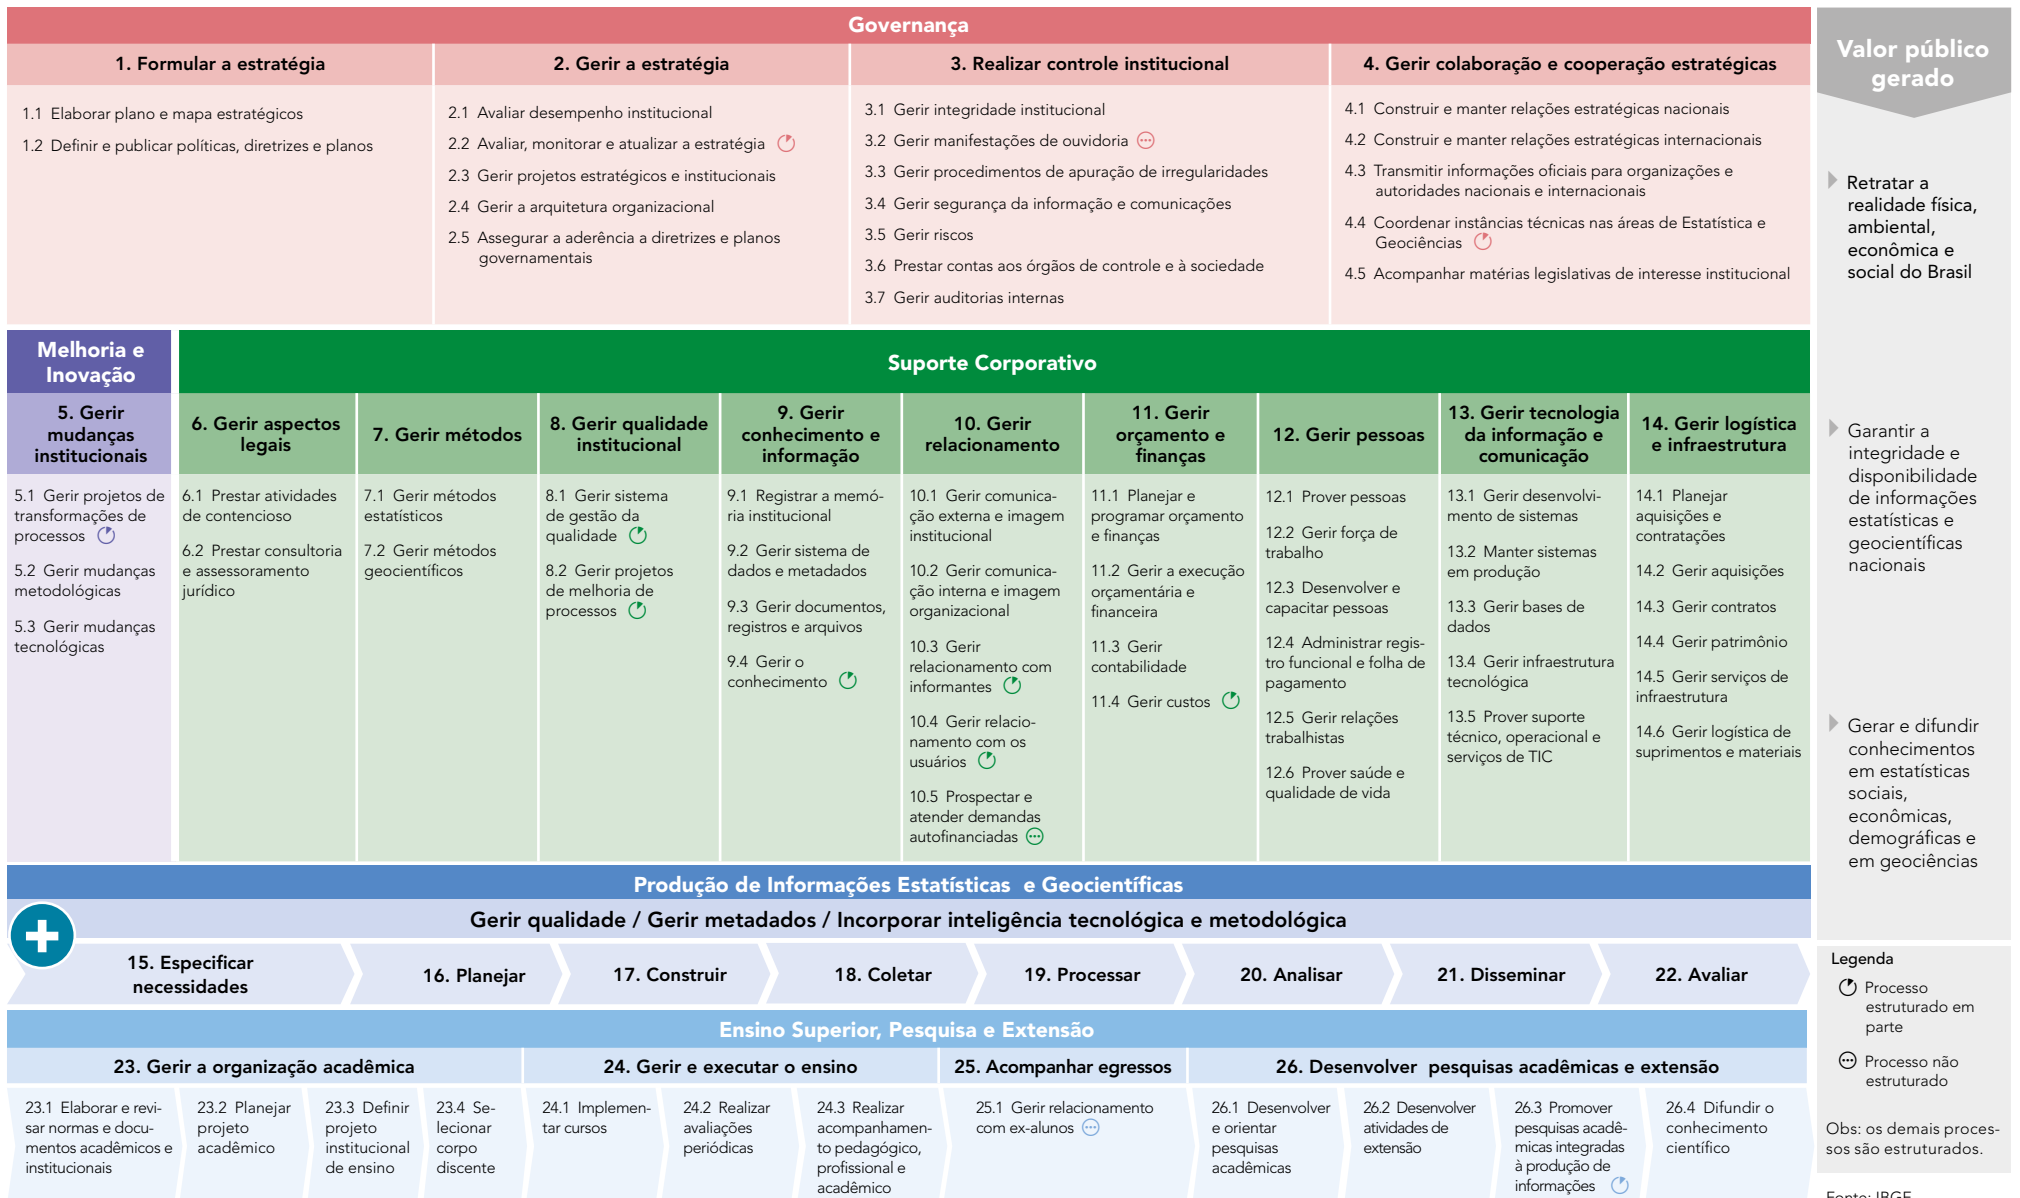 Governança
1. Formular a estratégia
1.1 Elaborar plano e mapa estratégicos
1.2 Definir e publicar políticas, diretrizes e planos
2. Gerir a estratégia
2.1 Avaliar desempenho institucional
2.2 Avaliar, monitorar e atualizar a estratégia
2.3 Gerir projetos estratégicos e institucionais
2.4 Gerir a arquitetura organizacional
2.5 Assegurar a aderência a diretrizes e planos
governamentais
3. Realizar controle institucional
3.1 Gerir integridade institucional
3.2 Gerir manifestações de ouvidoria
3.3 Gerir procedimentos de apuração de irregularidades
3.4 Gerir segurança da informação e comunicações
3.5 Gerir riscos
3.6 Prestar contas aos órgãos de controle e à sociedade
3.7 Gerir auditorias internas
4. Gerir colaboração e cooperação estratégicas
4.1 Construir e manter relações estratégicas nacionais
4.2 Construir e manter relações estratégicas internacionais
4.3 Transmitir informações oficiais para organizações e
autoridades nacionais e internacionais
4.4 Coordenar instâncias técnicas nas áreas de Estatística e
Geociências
4.5 Acompanhar matérias legislativas de interesse institucional
Valor público
gerado
Retratar a
realidade física,
ambiental,
econômica e
social do Brasil
Garantir a
integridade e
disponibilidade
de informações
estatísticas e
geocientíficas
nacionais
Gerar e difundir
conhecimentos
em estatísticas
sociais,
econômicas,
demográficas e
em geociências
Melhoria e
Inovação
5. Gerir
mudanças
institucionais
5.1 Gerir projetos de
transformações de
processos
5.2 Gerir mudanças
metodológicas
5.3 Gerir mudanças
tecnológicas
Suporte Corporativo
6. Gerir aspectos
legais
6.1 Prestar atividades
de contencioso
6.2 Prestar consultoria
e assessoramento
jurídico
7. Gerir métodos
7.1 Gerir métodos
estatísticos
7.2 Gerir métodos
geocientíficos
8. Gerir qualidade
institucional
8.1 Gerir sistema
de gestão da
qualidade
8.2 Gerir projetos
de melhoria de
processos
9. Gerir
conhecimento e
informação
9.1 Registrar a memó-
ria institucional
9.2 Gerir sistema de
dados e metadados
9.3 Gerir documentos,
registros e arquivos
9.4 Gerir o
conhecimento
10. Gerir
relacionamento
10.1 Gerir comunica-
ção externa e imagem
institucional
10.2 Gerir comunica-
ção interna e imagem
organizacional
10.3 Gerir
relacionamento com
informantes
10.4 Gerir relacio-
namento com os
usuários
10.5 Prospectar e
atender demandas
autofinanciadas
11. Gerir
orçamento e
finanças
11.1 Planejar e
programar orçamento
e finanças
11.2 Gerir a execução
orçamentária e
financeira
11.3 Gerir
contabilidade
11.4 Gerir custos
12. Gerir pessoas
12.1 Prover pessoas
12.2 Gerir força de
trabalho
12.3 Desenvolver e
capacitar pessoas
12.4 Administrar regis-
tro funcional e folha de
pagamento
12.5 Gerir relações
trabalhistas
12.6 Prover saúde e
qualidade de vida
13. Gerir tecnologia
da informação e
comunicação
13.1 Gerir desenvolvi-
mento de sistemas
13.2 Manter sistemas
em produção
13.3 Gerir bases de
dados
13.4 Gerir infraestrutura
tecnológica
13.5 Prover suporte
técnico, operacional e
serviços de TIC
14. Gerir logística
e infraestrutura
14.1 Planejar
aquisições e
contratações
14.2 Gerir aquisições
14.3 Gerir contratos
14.4 Gerir patrimônio
14.5 Gerir serviços de
infraestrutura
14.6 Gerir logística de
suprimentos e materiais
Produção de Informações Estatísticas e Geocientíficas
Gerir qualidade / Gerir metadados / Incorporar inteligência tecnológica e metodológica
15. Especificar
necessidades
16. Planejar
17. Construir
18. Coletar
19. Processar
20. Analisar
21. Disseminar
22. Avaliar
Ensino Superior, Pesquisa e Extensão
23. Gerir a organização acadêmica
23.1 Elaborar e revi-
sar normas e docu-
mentos acadêmicos e
institucionais
23.2 Planejar
projeto
acadêmico
23.3 Definir
projeto
institucional
de ensino
23.4 Se-
lecionar
corpo
discente
24. Gerir e executar o ensino
24.1 Implemen-
tar cursos
24.2 Realizar
avaliações
periódicas
24.3 Realizar
acompanhamen-
to pedagógico,
profissional e
acadêmico
25. Acompanhar egressos
25.1 Gerir relacionamento
com ex-alunos
26. Desenvolver pesquisas acadêmicas e extensão
26.1 Desenvolver
e orientar
pesquisas
acadêmicas
26.2 Desenvolver
atividades de
extensão
26.3 Promover
pesquisas acadê-
micas integradas
à produção de
informações
26.4 Difundir o
conhecimento
científico
Legenda
Processo
estruturado em
parte
Processo não
estruturado
Obs: os demais proces-
sos são estruturados.
Fonte: IBGE